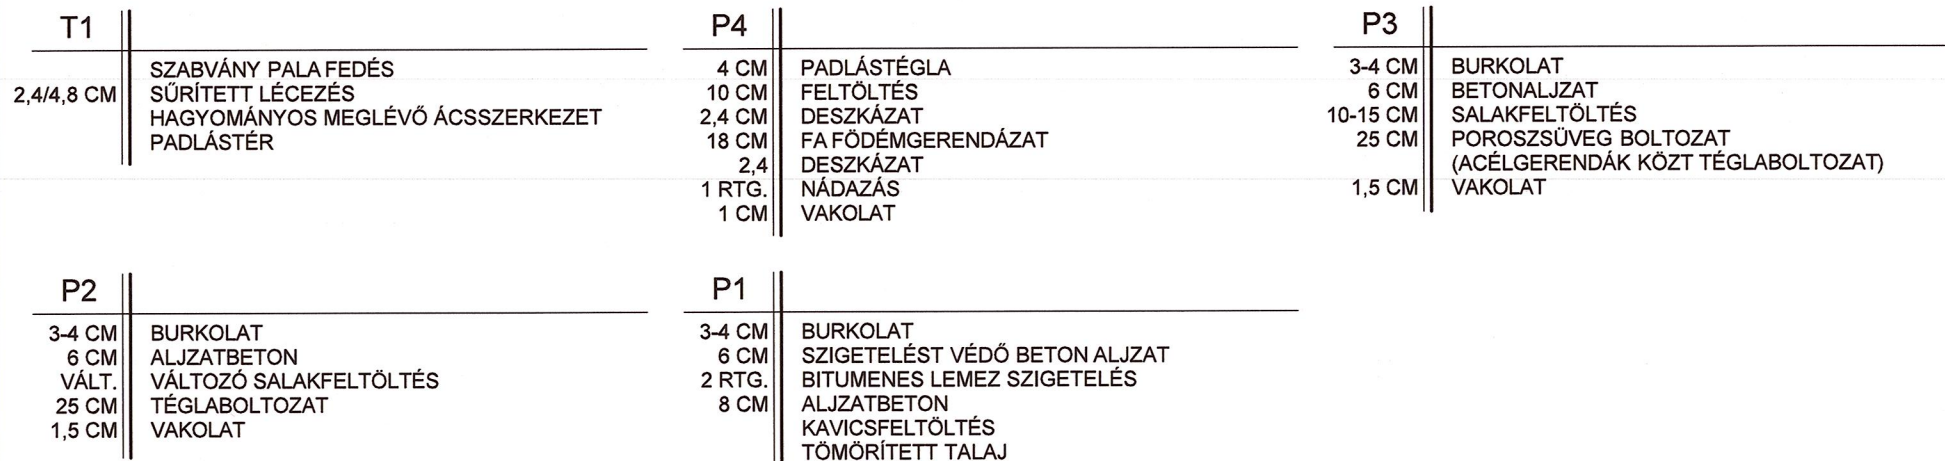 T1
SZABVÁNY PALA FEDÉS
2,4/4,8 CM SŰRÍTETT LÉCEZÉS
HAGYOMÁNYOS MEGLÉVŐ ÁCSSZERKEZET
PADLÁSTÉR
P4
4 CM PADLÁSTÉGLA
10 CM FELTÖLTÉS
2,4 CM DESZKÁZAT
18 CM FA FÖDÉMGERENDÁZAT
2,4 DESZKÁZAT
1 RTG. NÁDAZÁS
1 CM VAKOLAT
P3
3-4 CM BURKOLAT
6 CM BETONALJZAT
10-15 CM SALAKFELTÖLTÉS
25 CM POROSZSÜVEG BOLTOZAT
(ACÉLGERENDÁK KÖZT TÉGLABOLTOZAT)
1,5 CM VAKOLAT
P2
3-4 CM BURKOLAT
6 CM ALJZATBETON
VÁLT. VÁLTOZÓ SALAKFELTÖLTÉS
25 CM TÉGLABOLTOZAT
1,5 CM VAKOLAT
P1
3-4 CM BURKOLAT
6 CM SZIGETELÉST VÉDŐ BETON ALJZAT
2 RTG. BITUMENES LEMEZ SZIGETELÉS
8 CM ALJZATBETON
KAVICSFELTÖLTÉS
TÖMÖRÍTETT TALAJ